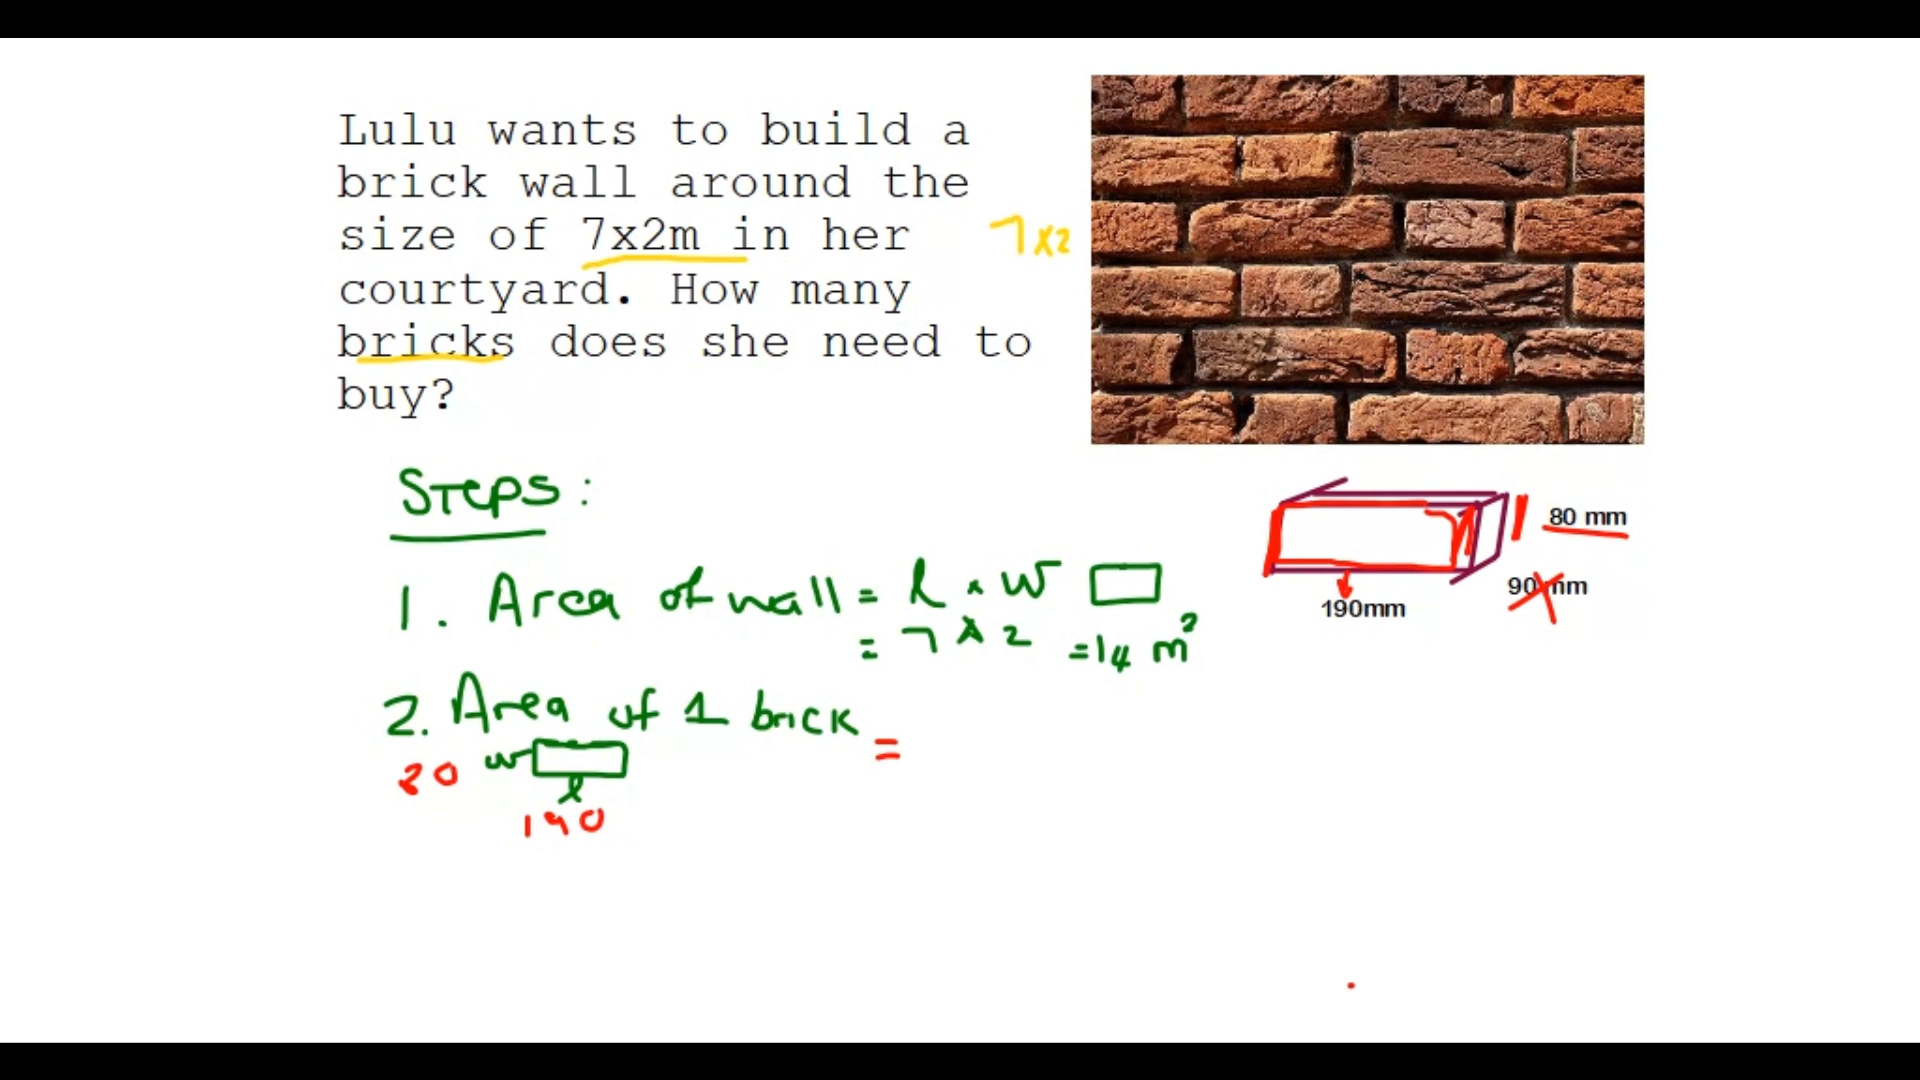 Lulu wants to build a
brick wall around the
size of 7x2m in her
7x2
courtyard. How many
bricks does she need to
buy?
Steps:
80 mm
90mm
190mm
1. Area of wall = l x w
= 7 x 2 = 14 m²
2. Area of 1 brick =
80 w
l
190